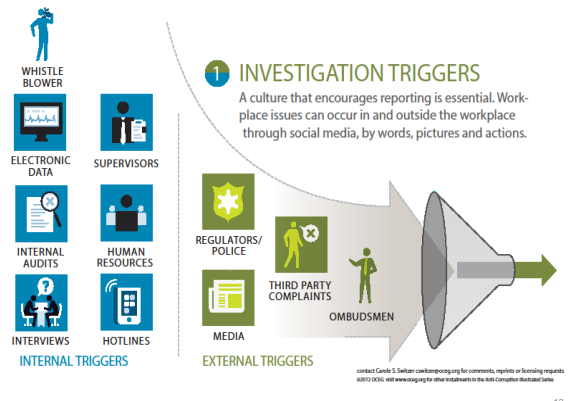 WHISTLE
BLOWER
ELECTRONIC
DATA
SUPERVISORS
INTERNAL
AUDITS
HUMAN
RESOURCES
INTERVIEWS
HOTLINES
INTERNAL TRIGGERS
1 INVESTIGATION TRIGGERS
A culture that encourages reporting is essential. Work-
place issues can occur in and outside the workplace
through social media, by words, pictures and actions.
REGULATORS/
POLICE
THIRD PARTY
COMPLAINTS
OMBUDSMEN
MEDIA
EXTERNAL TRIGGERS
contact Carole S. Switzer cswitzer@oceg.org for comments, reprints or licensing requests
©2012 OCEG visit www.oceg.org for other installments in the Anti-Corruption Illustrated Series